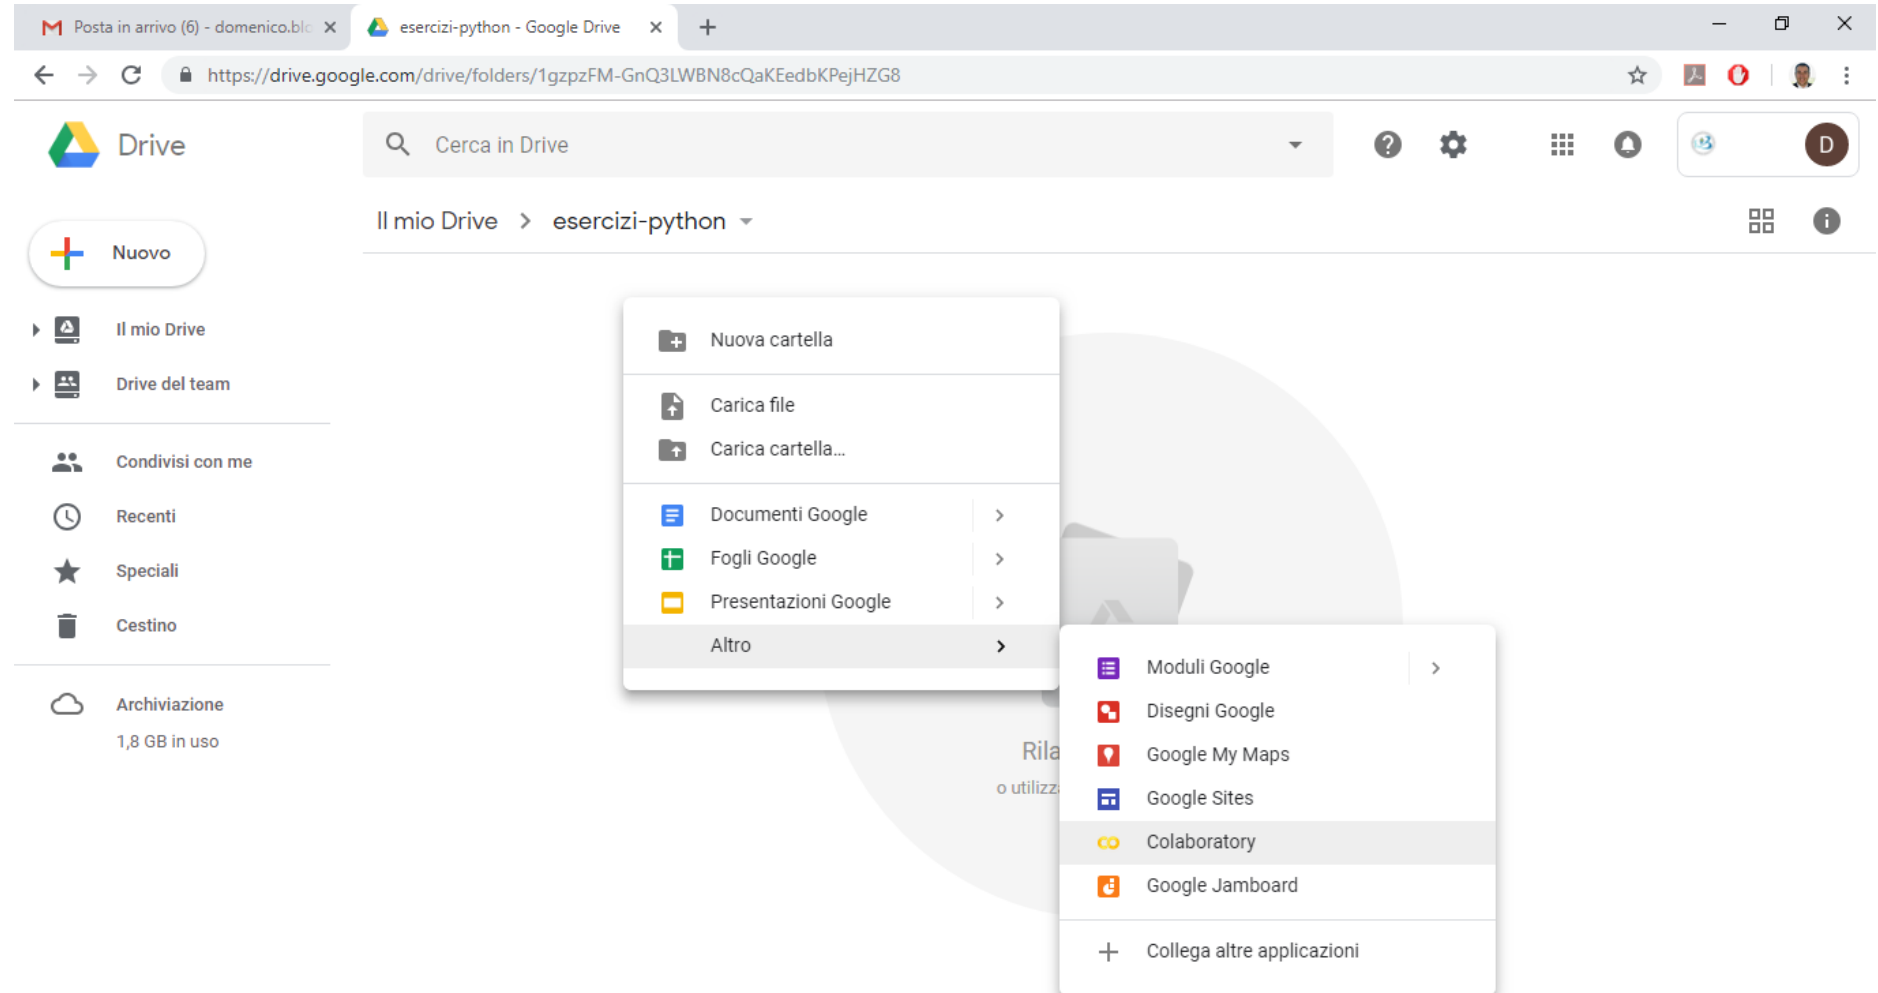 Posta in arrivo (6) - domenico.blo
esercizi-python - Google Drive
https://drive.google.com/drive/folders/1gzpzFM-GnQ3LWBN8cQaKEedbKPejHZG8
Drive
Cerca in Drive
D
Il mio Drive > esercizi-python
Nuovo
Il mio Drive
Drive del team
Condivisi con me
Recenti
Speciali
Cestino
Archiviazione
1,8 GB in uso
Nuova cartella
Carica file
Carica cartella...
Documenti Google
Fogli Google
Presentazioni Google
Altro
Rila
o utilizza
Moduli Google
Disegni Google
Google My Maps
Google Sites
Colaboratory
Google Jamboard
Collega altre applicazioni